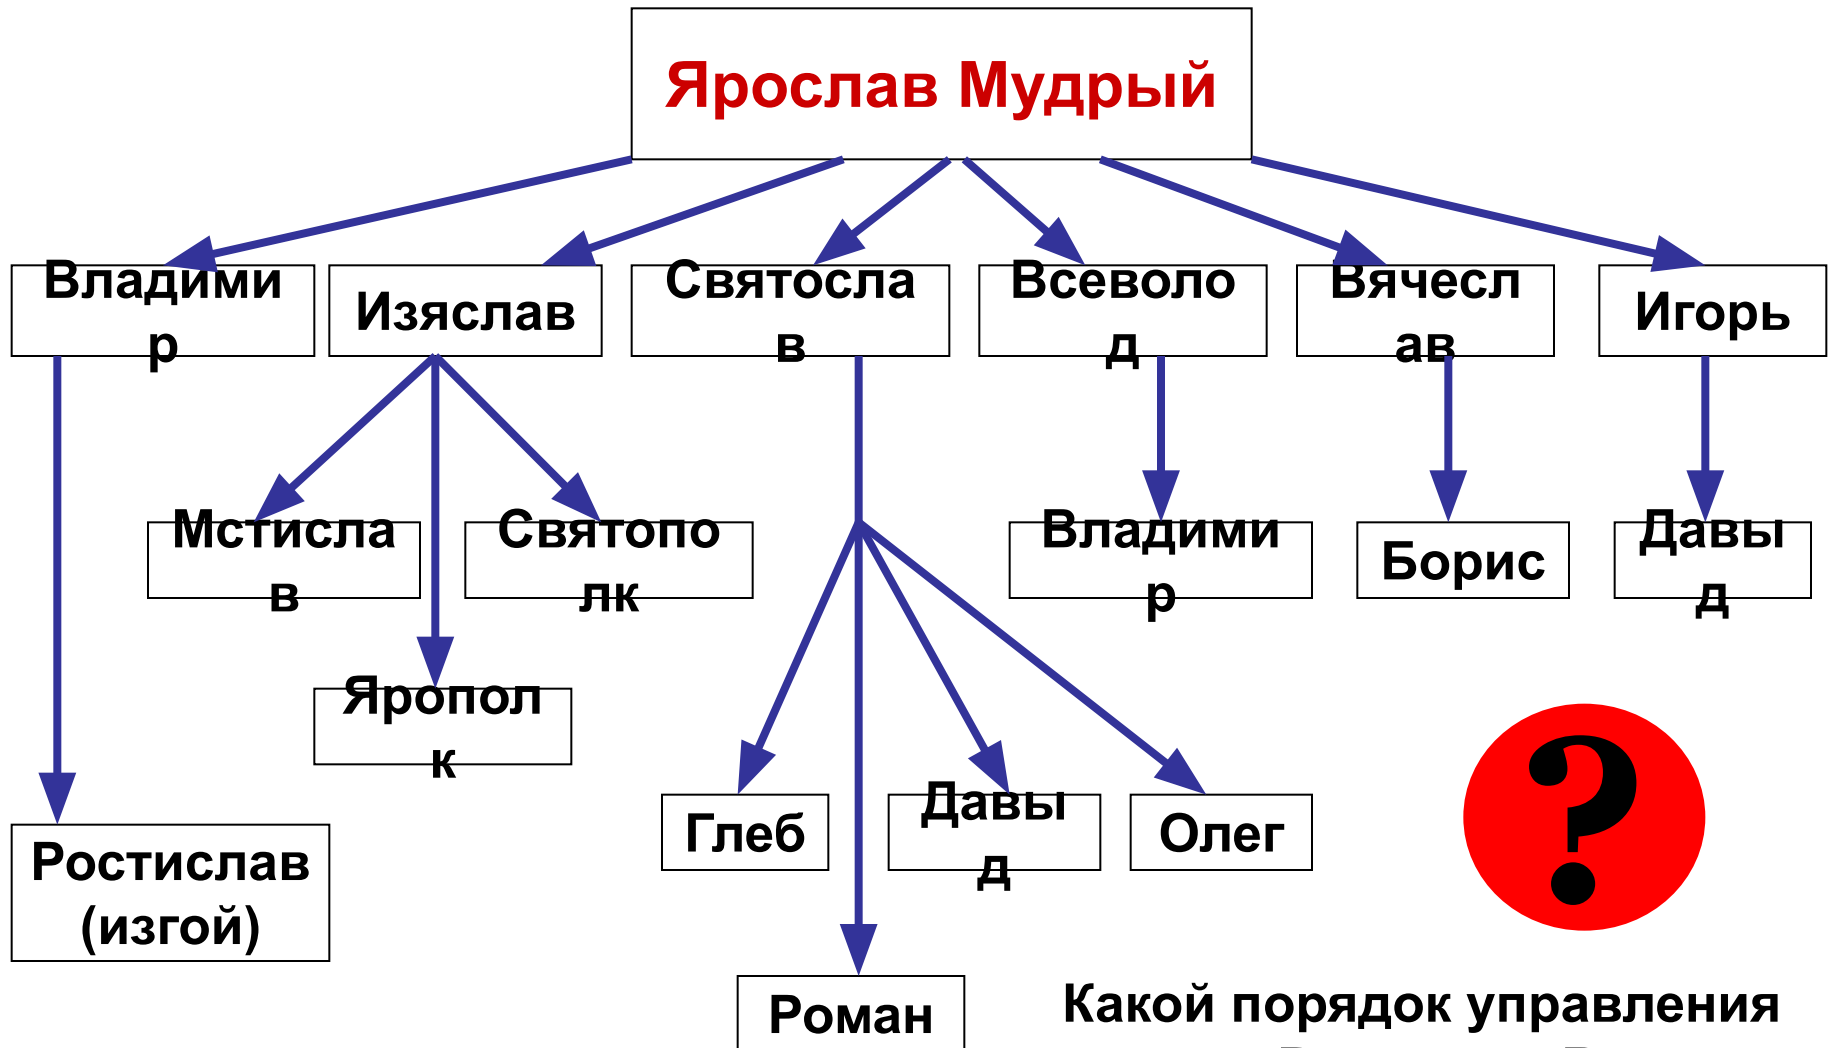 Ярослав Мудрый
Владими
р
Изяслав
Святосла
в
Всеволо
д
Вячесл
ав
Игорь
Мстисла
в
Святопо
лк
Владими
р
Борис
Давы
д
Яропол
к
Глеб
Давы
д
Олег
?
Ростислав
(изгой)
Роман
Какой порядок управления